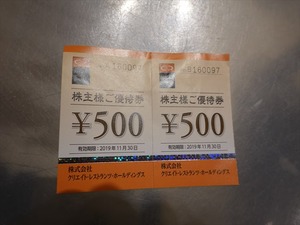 株主様ご優待券
¥500
有効期間：2019年11月30日
株式会社
クリエイト・レストランツ・ホールディングス
8160097
株主様ご優待券
¥500
有効期間：2019年11月30日
株式会社
クリエイト・レストランツ・ホールディングス